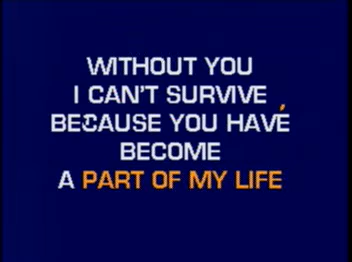 WITHOUT YOU
I CAN'T SURVIVE
BECAUSE YOU HAVE
BECOME
A PART OF MY LIFE